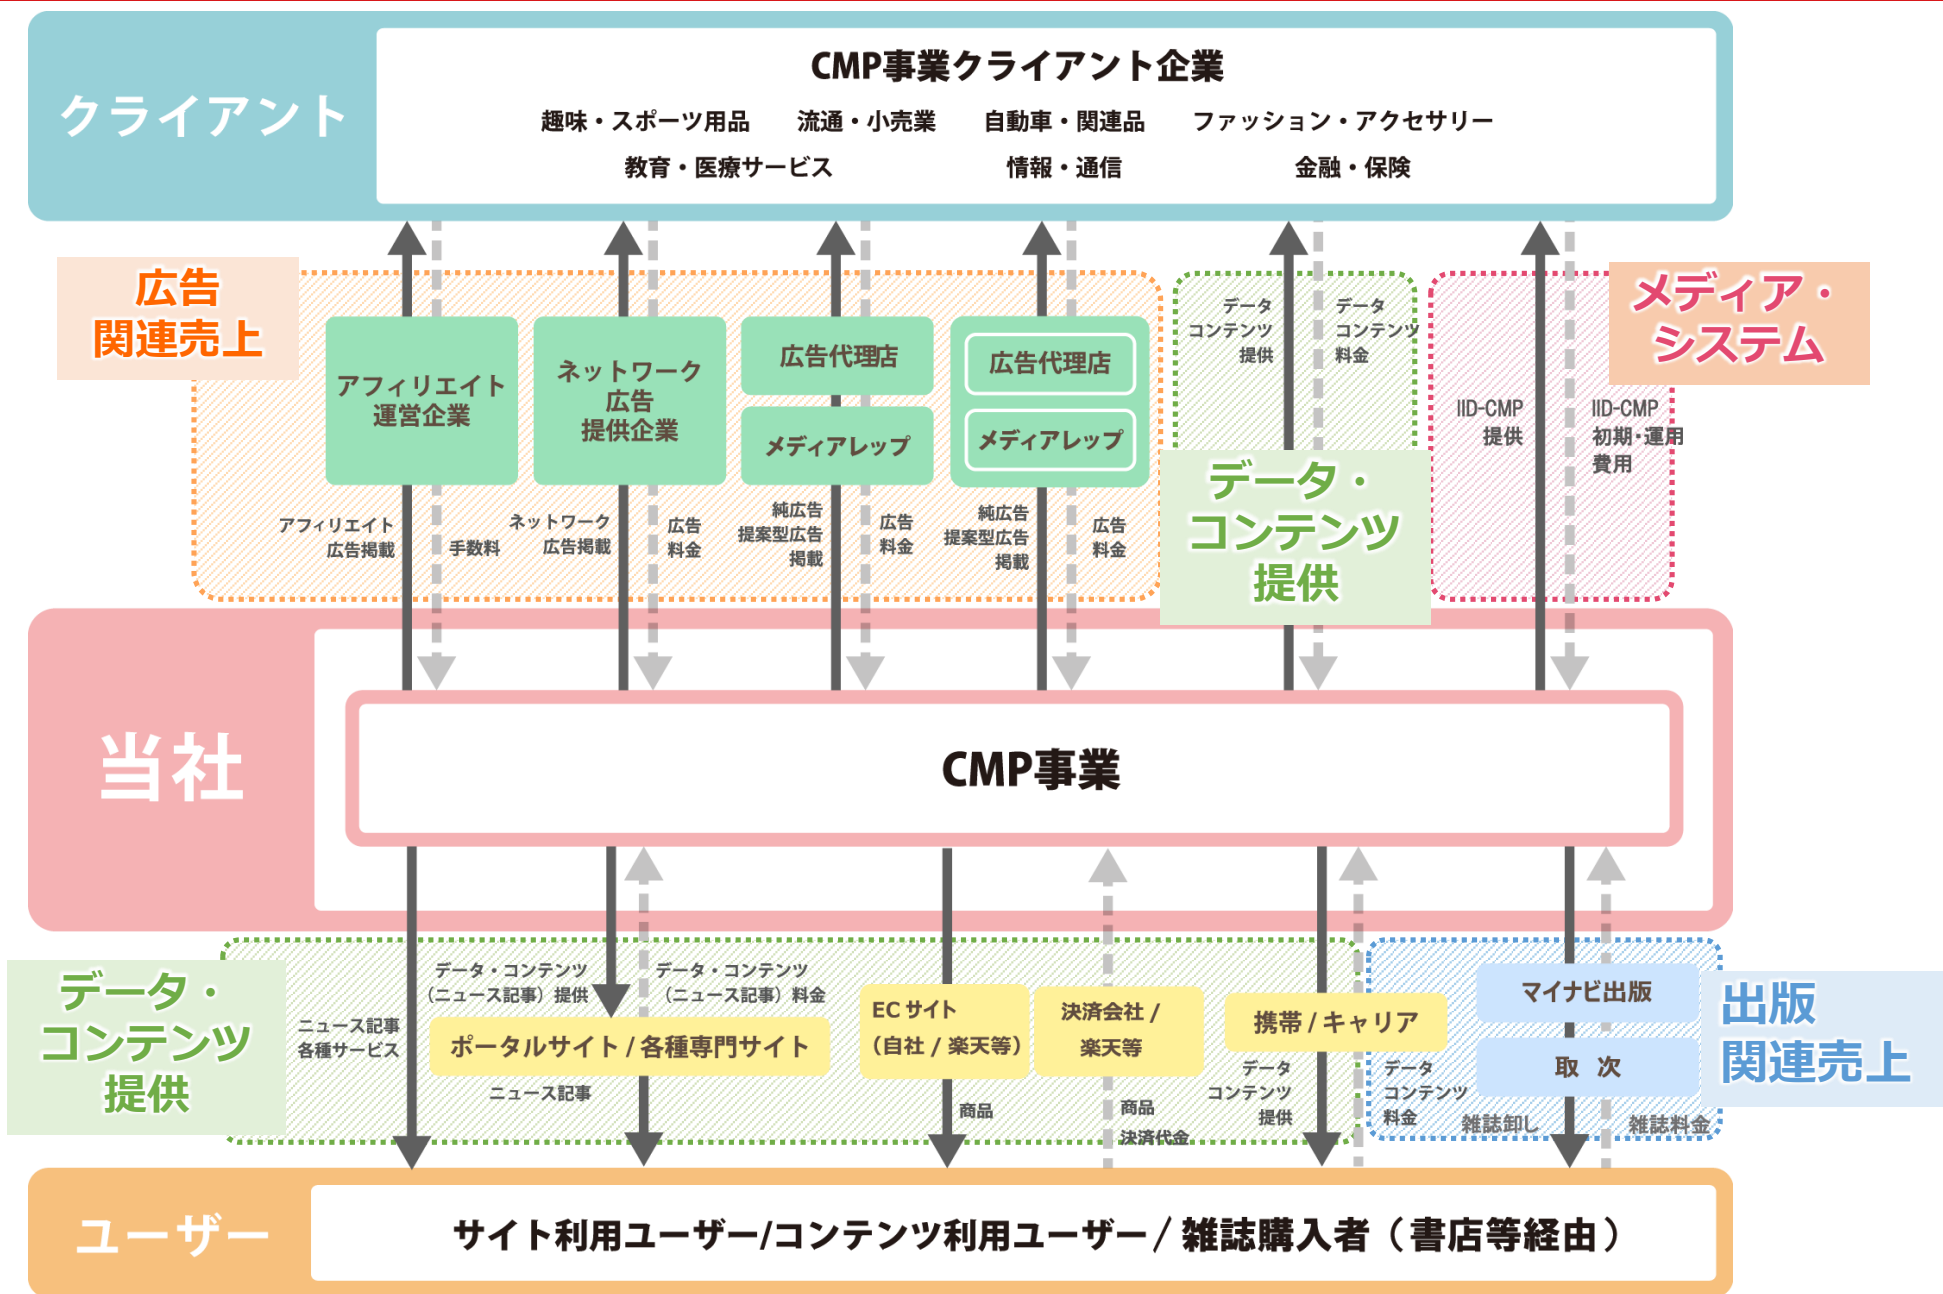 クライアント
CMP事業クライアント企業
趣味・スポーツ用品　流通・小売業　自動車・関連品　ファッション・アクセサリー
教育・医療サービス　情報・通信　金融・保険
広告
関連売上
アフィリエイト
運営企業
ネットワーク
広告
提供企業
広告代理店
メディアレップ
広告代理店
メディアレップ
アフィリエイト
広告掲載
手数料
ネットワーク
広告掲載
広告
料金
純広告
提案型広告
掲載
広告
料金
純広告
提案型広告
掲載
広告
料金
データ
コンテンツ
提供
データ
コンテンツ
料金
データ・
コンテンツ
提供
メディア・
システム
IID-CMP
提供
IID-CMP
初期・運用
費用
当社
CMP事業
データ・
コンテンツ
提供
ニュース記事
各種サービス
データ・コンテンツ
（ニュース記事）提供
データ・コンテンツ
（ニュース記事）料金
ポータルサイト / 各種専門サイト
ニュース記事
ECサイト
（自社 / 楽天等）
商品
決済会社 /
楽天等
商品
決済代金
携帯 / キャリア
データ
コンテンツ
提供
データ
コンテンツ
料金
マイナビ出版
取 次
雑誌卸し
雑誌料金
出版
関連売上
ユーザー
サイト利用ユーザー/コンテンツ利用ユーザー / 雑誌購入者（書店等経由）